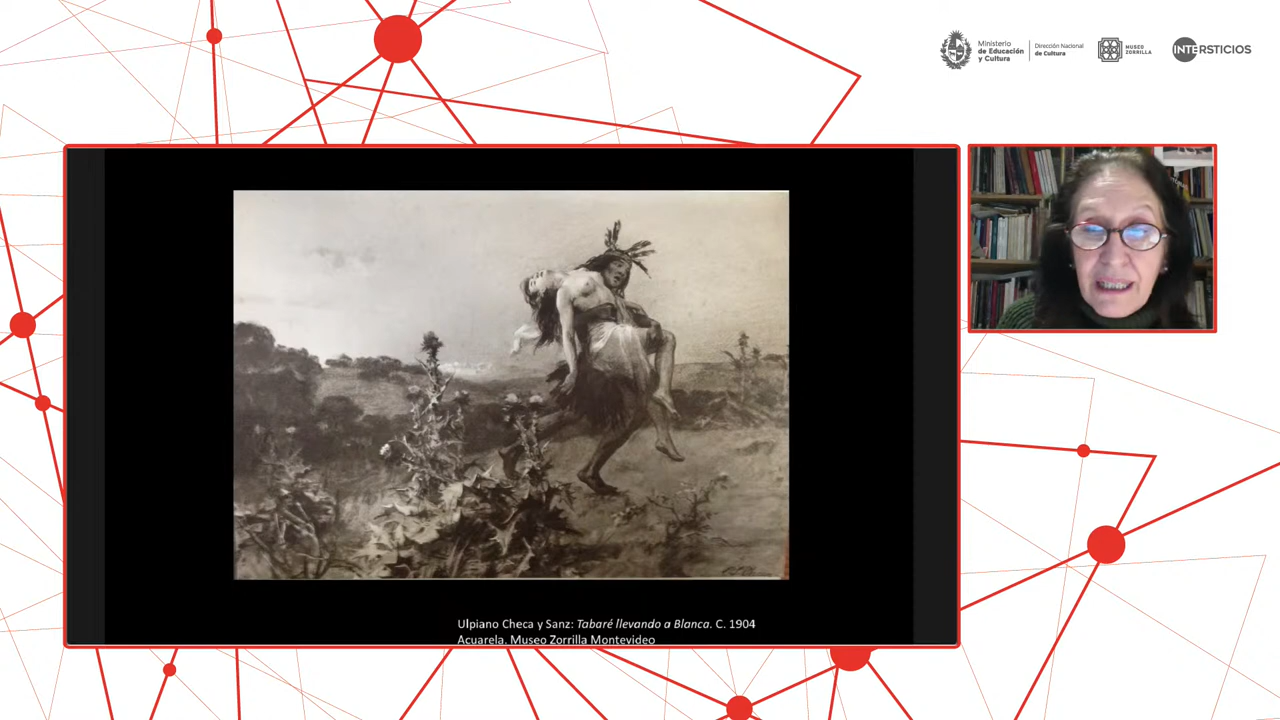 Ministerio
de Educación
y Cultura
Dirección Nacional
de Cultura
MUSEO
ZORRILLA
INTERSTICIOS
Ulpiano Checa y Sanz: Tabaré llevando a Blanca. C. 1904
Acuarela. Museo Zorrilla Montevideo